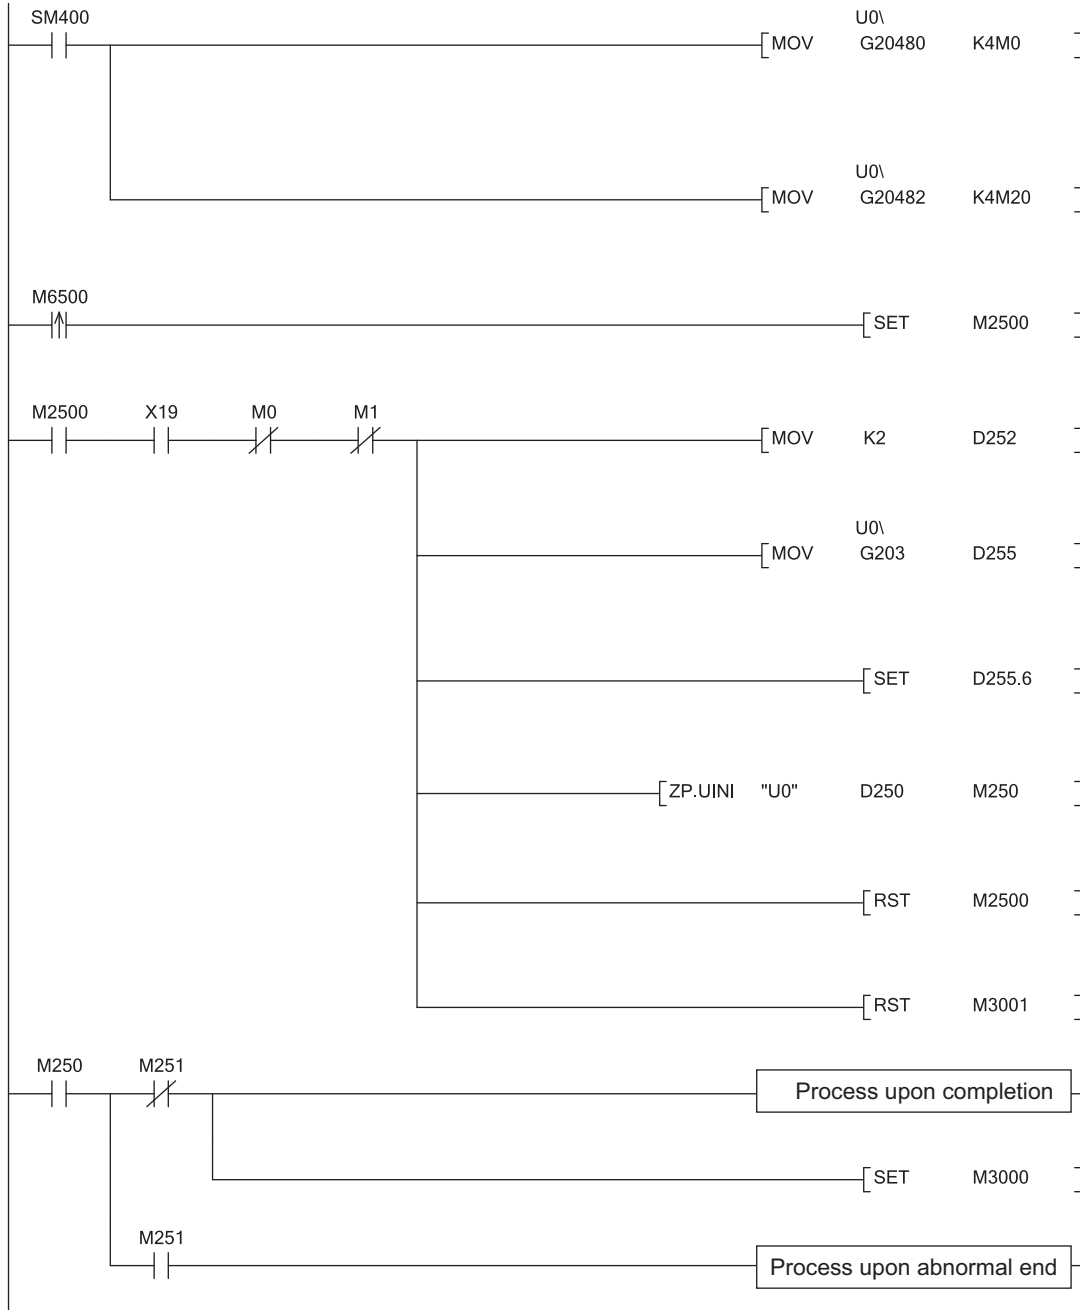 SM400
U0\
MOV G20480 K4M0
U0\
MOV G20482 K4M20
M6500
SET M2500
M2500 X19 M0 M1
MOV K2 D252
U0\
MOV G203 D255
SET D255.6
ZP.UINI "U0" D250 M250
RST M2500
RST M3001
M250 M251
Process upon completion
SET M3000
M251
Process upon abnormal end